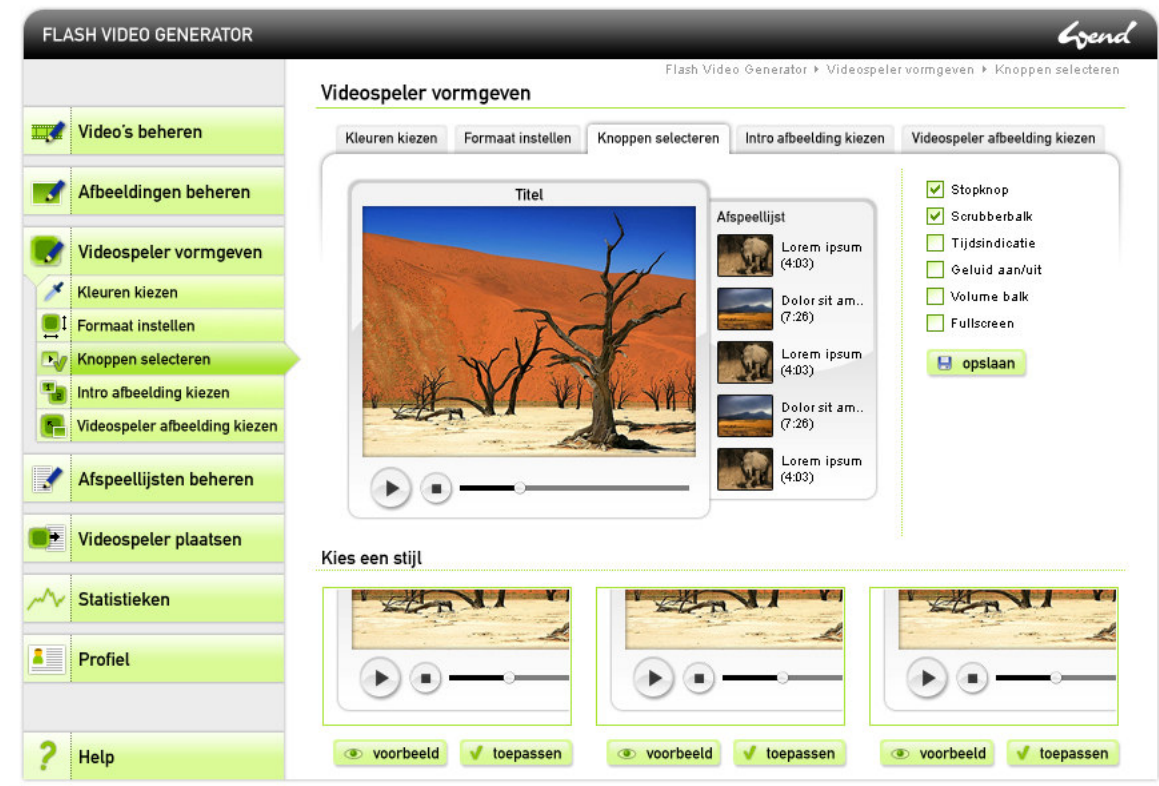 FLASH VIDEO GENERATOR
Flash Video Generator ▸ Videospeler vormgeven ▸ Knoppen selecteren
Videospeler vormgeven
Video's beheren
Afbeeldingen beheren
Videospeler vormgeven
Kleuren kiezen
Formaat instellen
Knoppen selecteren
Intro afbeelding kiezen
Videospeler afbeelding kiezen
Afspeellijsten beheren
Videospeler plaatsen
Statistieken
Profiel
? Help
Kleuren kiezen Formaat instellen Knoppen selecteren Intro afbeelding kiezen Videospeler afbeelding kiezen
Titel
Afspeellijst
Lorem ipsum
(4:03)
Dolor sit am..
(7:26)
Lorem ipsum
(4:03)
Dolor sit am..
(7:26)
Lorem ipsum
(4:03)
Stopknop
Scrubberbalk
Tijdsindicatie
Geluid aan/uit
Volume balk
Fullscreen
opslaan
Kies een stijl
voorbeeld toepassen voorbeeld toepassen voorbeeld toepassen